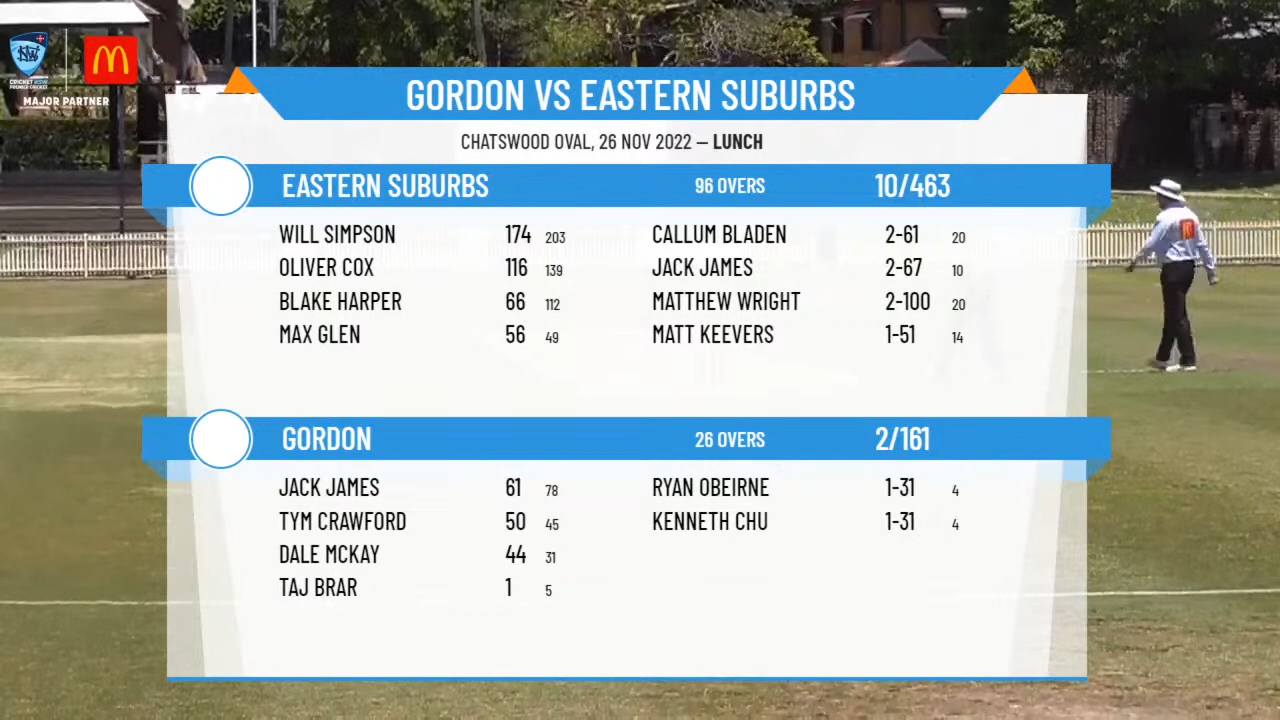 CRICKET NSW
PREMIER CRICKET
MAJOR PARTNER
GORDON VS EASTERN SUBURBS
CHATSWOOD OVAL, 26 NOV 2022 – LUNCH
EASTERN SUBURBS 96 OVERS 10/463
WILL SIMPSON 174 203 CALLUM BLADEN 2-61 20
OLIVER COX 116 139 JACK JAMES 2-67 10
BLAKE HARPER 66 112 MATTHEW WRIGHT 2-100 20
MAX GLEN 56 49 MATT KEEVERS 1-51 14
GORDON 26 OVERS 2/161
JACK JAMES 61 78 RYAN OBEIRNE 1-31 4
TYM CRAWFORD 50 45 KENNETH CHU 1-31 4
DALE MCKAY 44 31
TAJ BRAR 1 5